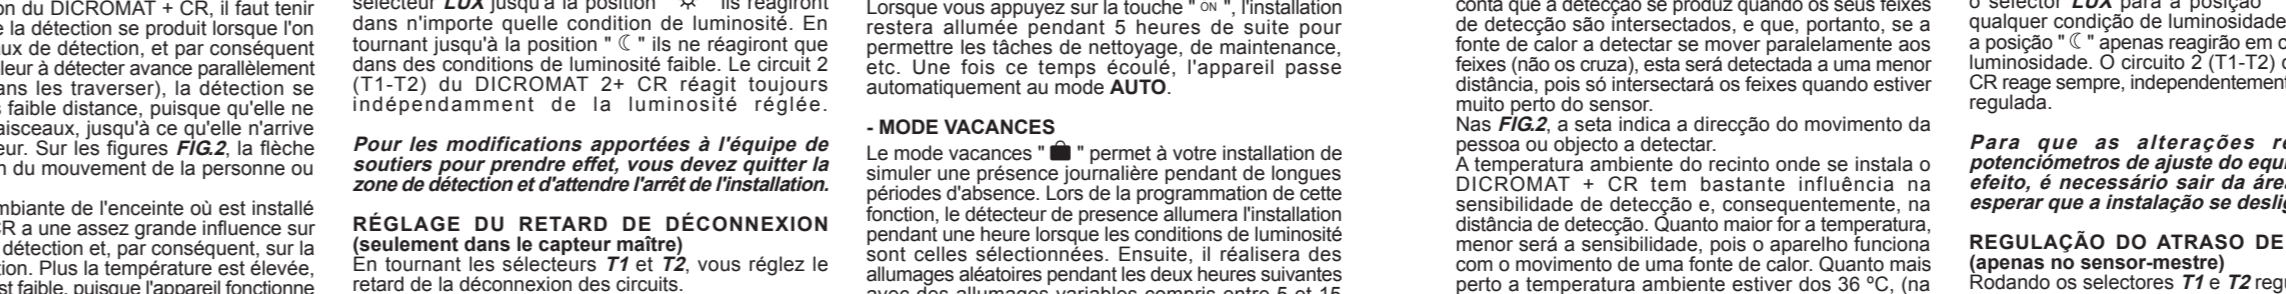 on du DICROMAT + CR, il faut tenir
la détection se produit lorsque l'on
aux de détection, et par conséquent
leur à détecter avance parallèlement
ans les traverser), la détection se
faible distance, puisque qu'elle ne
aisceaux, jusqu'à ce qu'elle n'arrive
eur. Sur les figures FIG.2, la flèche
n du mouvement de la personne ou
mbiante de l'enceinte où est installé
CR a une assez grande influence sur
détection et, par conséquent, sur la
tion. Plus la température est élevée,
st faible, puisque l'appareil fonctionne
sélecteur LUX jusqu'à la position " ☼ " ils réagiront
dans n'importe quelle condition de luminosité. En
tournant jusqu'à la position " ☾ " ils ne réagiront que
dans des conditions de luminosité faible. Le circuit 2
(T1-T2) du DICROMAT 2+ CR réagit toujours
indépendamment de la luminosité réglée.
Pour les modifications apportées à l'équipe de
soutiers pour prendre effet, vous devez quitter la
zone de détection et d'attendre l'arrêt de l'installation.
RÉGLAGE DU RETARD DE DÉCONNEXION
(seulement dans le capteur maître)
En tournant les sélecteurs T1 et T2, vous réglez le
retard de la déconnexion des circuits.
Lorsque vous appuyez sur la touche " ON ", l'installation
restera allumée pendant 5 heures de suite pour
permettre les tâches de nettoyage, de maintenance,
etc. Une fois ce temps écoulé, l'appareil passe
automatiquement au mode AUTO.
- MODE VACANCES
Le mode vacances " " permet à votre installation de
simuler une présence journalière pendant de longues
périodes d'absence. Lors de la programmation de cette
fonction, le détecteur de presence allumera l'installation
pendant une heure lorsque les conditions de luminosité
sont celles sélectionnées. Ensuite, il réalisera des
allumages aléatoires pendant les deux heures suivantes
avec des allumages variables compris entre 5 et 15
conta que a detecção se produz quando os seus feixes
de detecção são intersectados, e que, portanto, se a
fonte de calor a detectar se mover paralelamente aos
feixes (não os cruza), esta será detectada a uma menor
distância, pois só intersectará os feixes quando estiver
muito perto do sensor.
Nas FIG.2, a seta indica a direcção do movimento da
pessoa ou objecto a detectar.
A temperatura ambiente do recinto onde se instala o
DICROMAT + CR tem bastante influência na
sensibilidade de detecção e, consequentemente, na
distância de detecção. Quanto maior for a temperatura,
menor será a sensibilidade, pois o aparelho funciona
com o movimento de uma fonte de calor. Quanto mais
perto a temperatura ambiente estiver dos 36 ºC, (na
o selector LUX para a posição
qualquer condição de luminosidade
a posição " ☾ " apenas reagirão em c
luminosidade. O circuito 2 (T1-T2) d
CR reage sempre, independentement
regulada.
Para que as alterações re
potenciómetros de ajuste do equi
efeito, é necessário sair da área
esperar que a instalação se deslig
REGULAÇÃO DO ATRASO DE
(apenas no sensor-mestre)
Rodando os selectores T1 e T2 regu